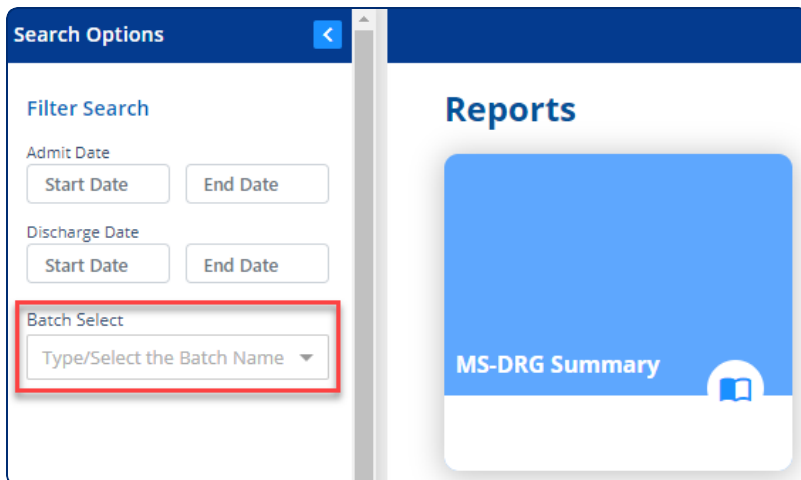 Search Options
Filter Search
Admit Date
Start Date
End Date
Discharge Date
Start Date
End Date
Batch Select
Type/Select the Batch Name
Reports
MS-DRG Summary